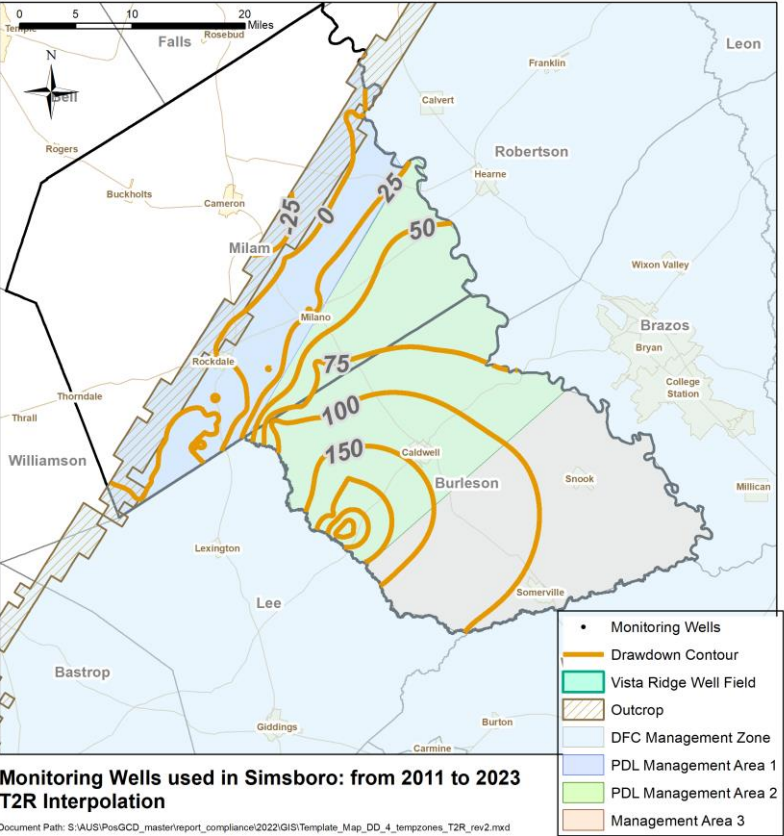 0 5 10 20
Miles
Temple
Falls
Rosebud
Leon
N
Bell
Franklin
Calvert
Robertson
Rogers
Hearne
Buckholts
Cameron
-25
0
25
50
Milam
Wixon Valley
Milano
Brazos
Bryan
Rockdale
75
College
Station
Thorndale
100
Thrall
150
Caldwell
Williamson
Burleson
Snook
Millican
Lexington
Lee
Somerville
Bastrop
Giddings
Burton
Carmine
Monitoring Wells
Drawdown Contour
Vista Ridge Well Field
Outcrop
DFC Management Zone
PDL Management Area 1
PDL Management Area 2
Management Area 3
Monitoring Wells used in Simsboro: from 2011 to 2023
T2R Interpolation
Document Path: S:\AUS\PosGCD_master\report_compliance\2022\GIS\Template_Map_DD_4_tempzones_T2R_rev2.mxd